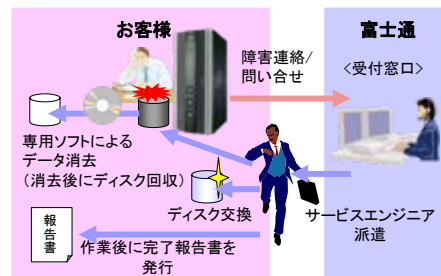 お客様
富士通
障害連絡/
問い合せ
<受付窓口>
専用ソフトによる
データ消去
(消去後にディスク回収)
ディスク交換
サービスエンジニア
派遣
報告書
作業後に完了報告書を
発行